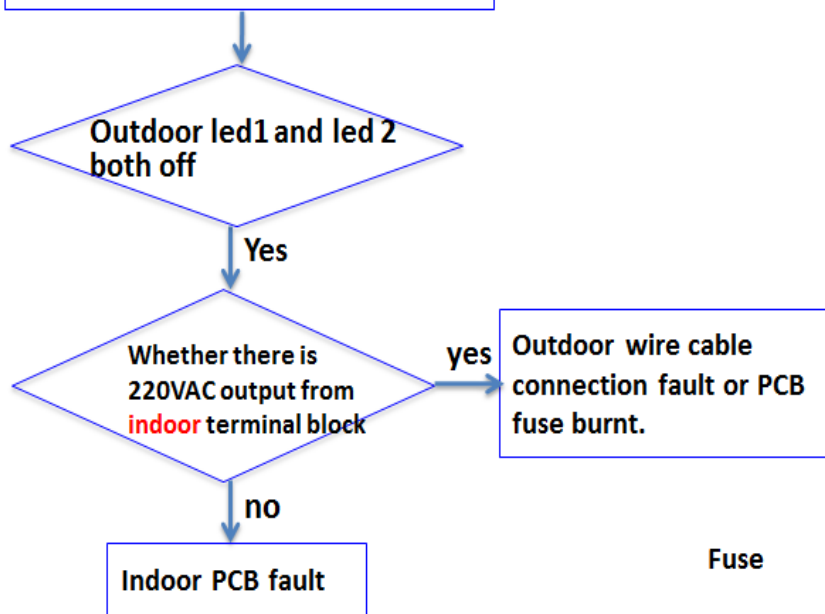 Outdoor led1 and led 2
both off
Yes
Whether there is
220VAC output from
indoor terminal block
yes
Outdoor wire cable
connection fault or PCB
fuse burnt.
no
Indoor PCB fault
Fuse